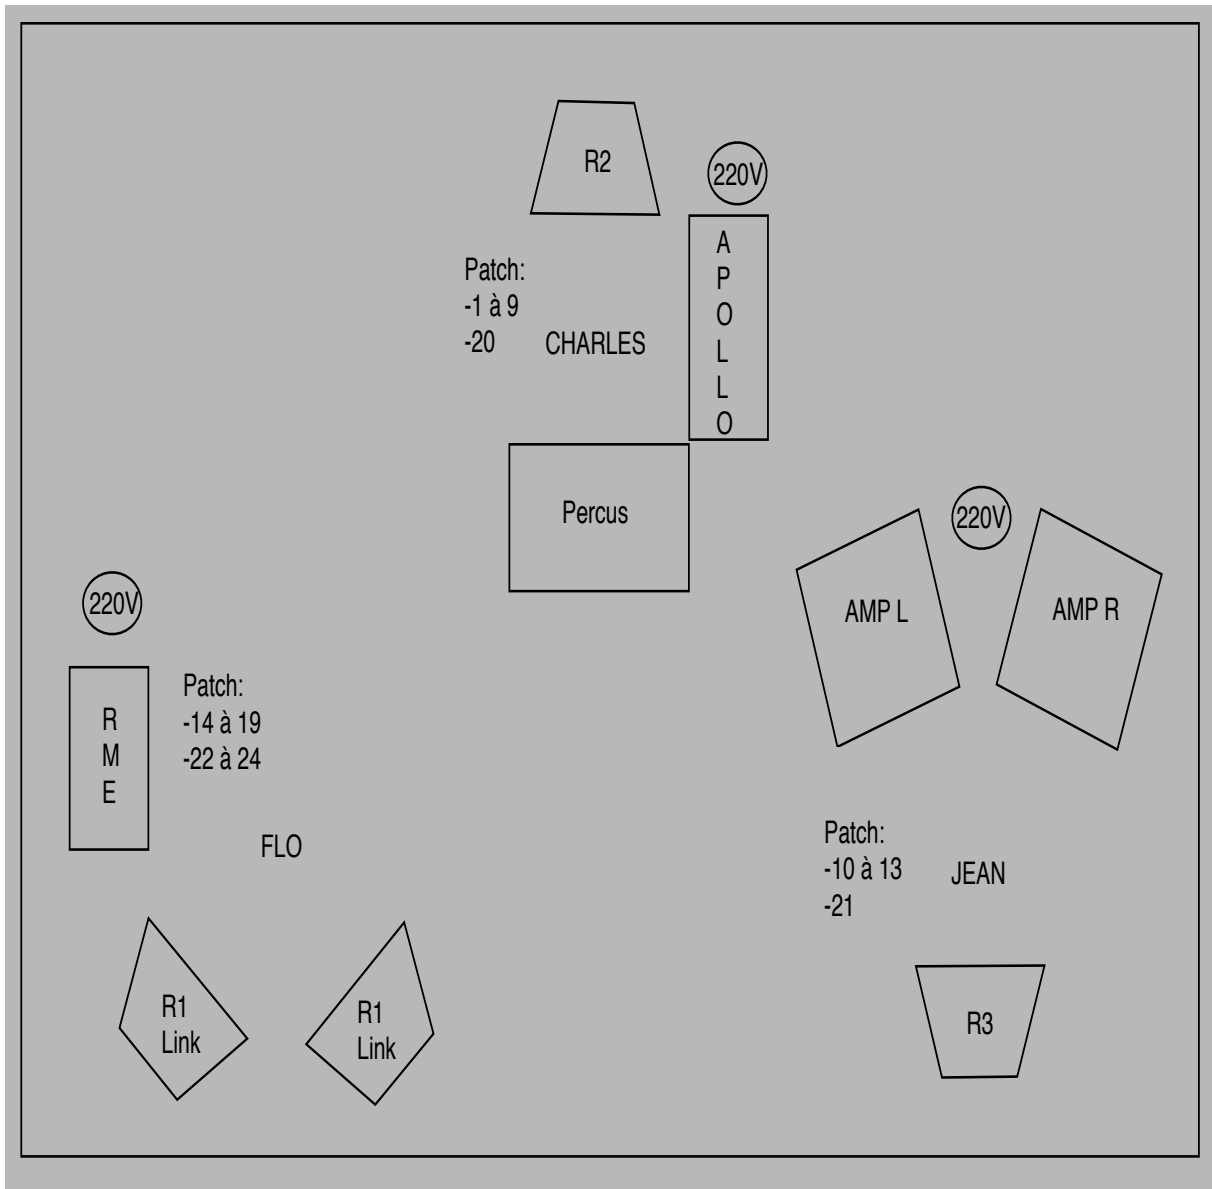 R2
220V
A
P
O
L
L
O
Patch:
-1 à 9
-20
CHARLES
Percus
220V
AMP L
AMP R
220V
R
M
E
Patch:
-14 à 19
-22 à 24
FLO
Patch:
-10 à 13
-21
JEAN
R1
Link
R1
Link
R3